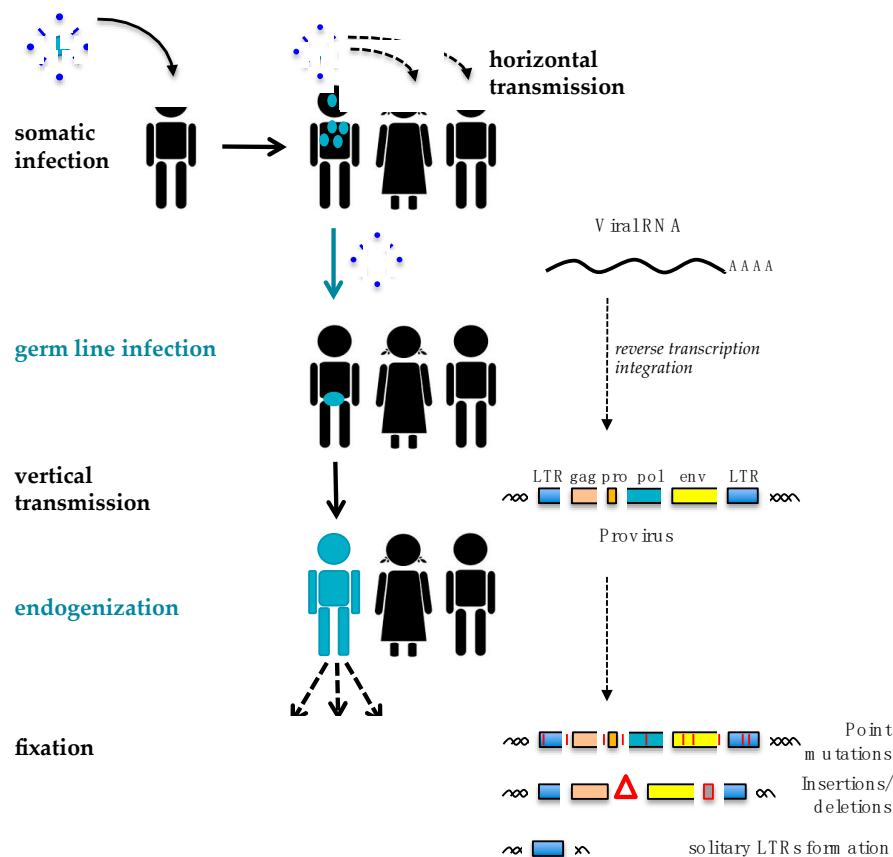 horizontal
transmission
somatic
infection
Viral RNA
AAAA
germ line infection
reverse transcription
integration
vertical
transmission
LTR gag pro pol env LTR
Provirus
endogenization
fixation
Point
mutations
Insertions/
deletions
solitary LTRs formation